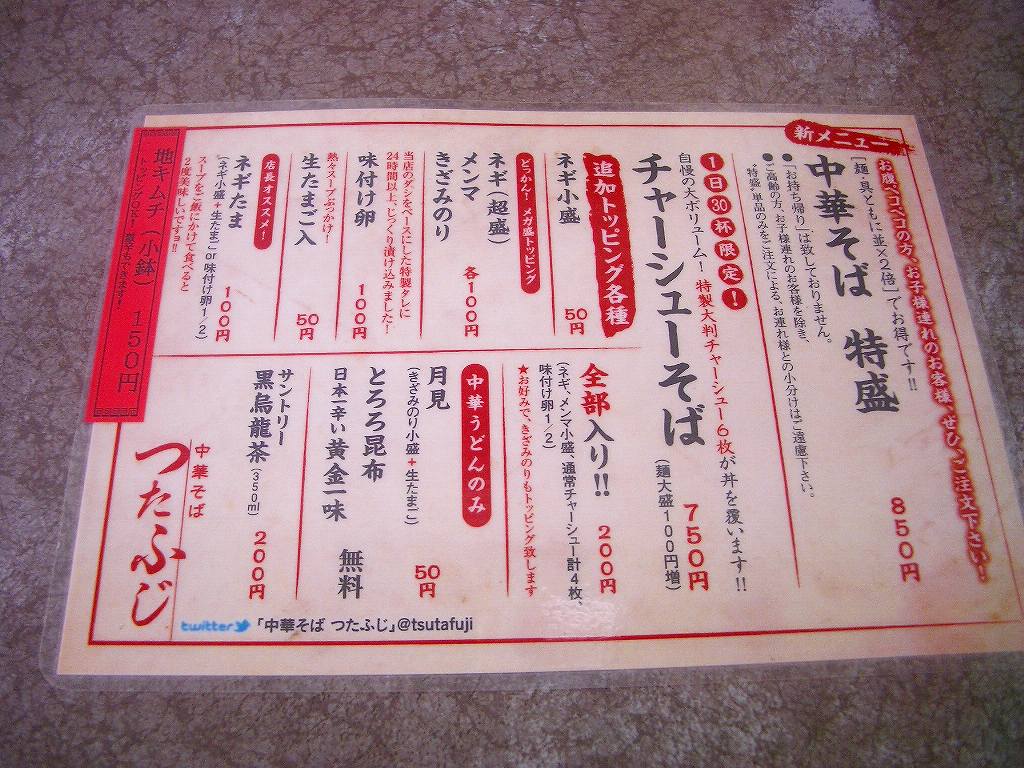 新メニュー
お腹ペコペコの方、お子様連れのお客様、ぜひ、ご注文下さい!
[麺・具ともに並×2倍]でお得です!!
中華そば 特盛
850円
●「お持ち帰り」は致しておりません。
●ご高齢の方、お子様連れのお客様を除き、
"特盛"単品のみをご注文による、お連れ様との小分けはご遠慮下さい。
1日30杯限定!
自慢の大ボリューム! 特製大判チャーシュー6枚が丼を覆います!!
チャーシューそば
750円
(麺大盛100円増)
追加トッピング各種
ネギ小盛
50円
どっかん! メガ盛トッピング
ネギ(超盛)
メンマ
きざみのり
各100円
当店のダシをベースにした特製タレに
24時間以上、じっくり漬け込みました!
味付け卵
100円
熱々スープぶっかけ!
生たまご入
50円
店長オススメ!
ネギたま
(ネギ小盛+生たまごor味付け卵1/2)
100円
スープをご飯にかけて食べると
2度美味しいですョ!!
全部入り!!
200円
(ネギ、メンマ小盛、通常チャーシュー計4枚、
味付け卵1/2)
★お好みで、きざみのりもトッピング致します
中華うどんのみ
月見
(きざみのり小盛+生たまご)
50円
とろろ昆布
日本一辛い黄金一味
無料
サントリー
黒烏龍茶(350ml)
200円
地キムチ(小鉢) 150円
中華そば
つたふじ
twitter「中華そば つたふじ」@tsutafuji